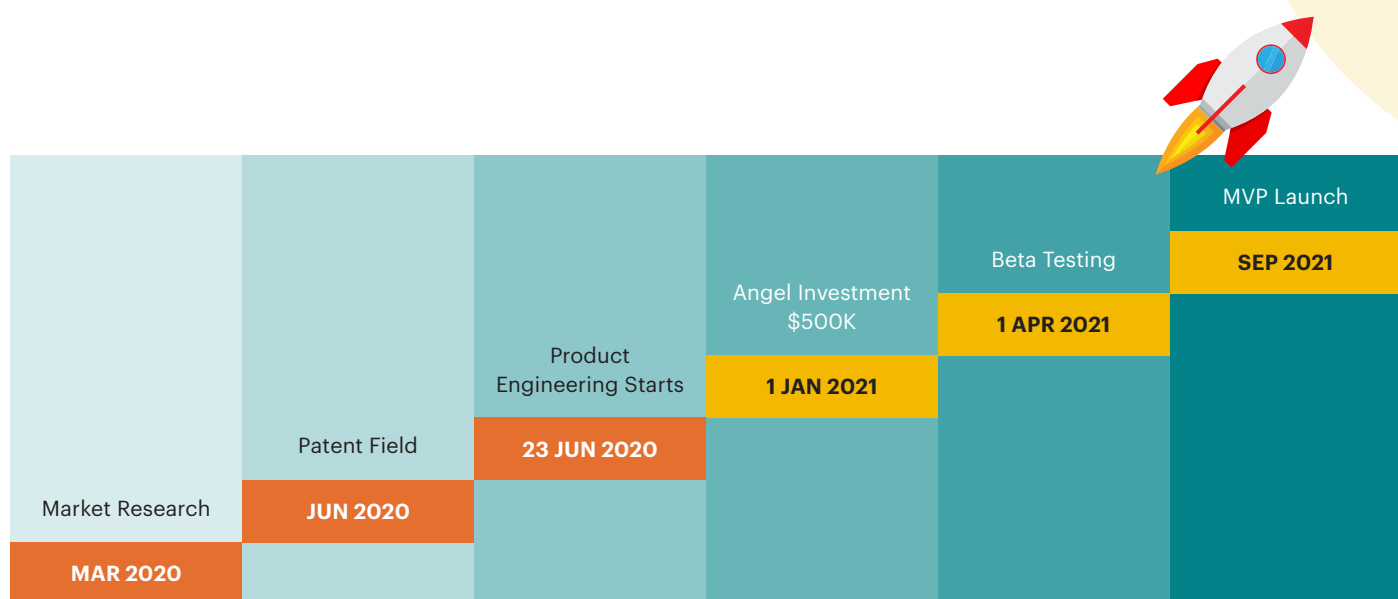 Market Research
MAR 2020
Patent Field
JUN 2020
Product
Engineering Starts
23 JUN 2020
Angel Investment
$500K
1 JAN 2021
Beta Testing
1 APR 2021
MVP Launch
SEP 2021